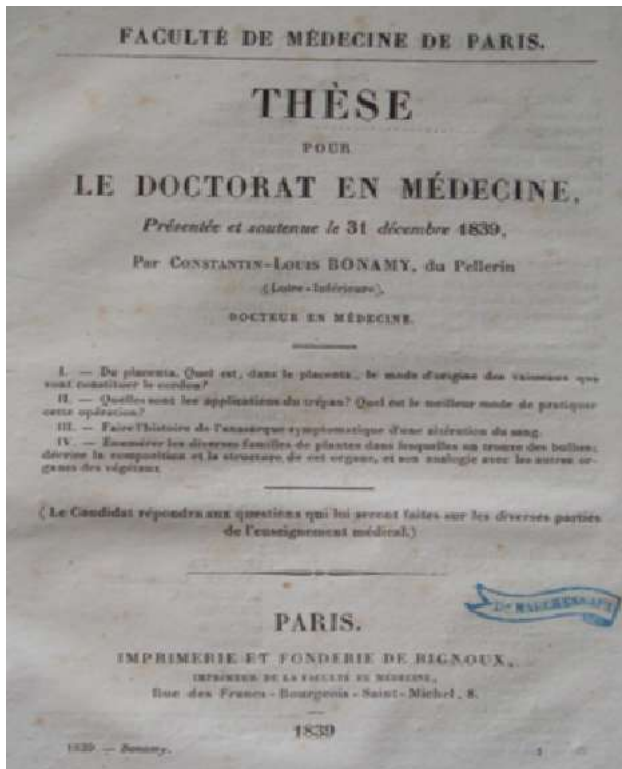 FACULTÉ DE MÉDECINE DE PARIS.
THÈSE
POUR
LE DOCTORAT EN MÉDECINE,
Présentée et soutenue le 31 décembre 1839,
Par CONSTANTIN-LOUIS BONAMY, du Pellerin
(Loire-Inférieure),
DOCTEUR EN MÉDECINE.
I. — Du placenta. Quel est, dans le placenta, le mode d'origine des vaisseaux qui
vont constituer le cordon?
II. — Quelles sont les applications du trépan? Quel est le meilleur mode de pratiquer
cette opération?
III. — Faire l'histoire de l'anasarque symptomatique d'une altération du sang.
IV. — Enumérer les diverses familles de plantes dans lesquelles on trouve des bulbes;
décrire la composition et la structure de cet organe, et son analogie avec les autres or-
ganes des végétaux
(Le Candidat répondra aux questions qui lui seront faites sur les diverses parties
de l'enseignement médical.)
PARIS.
IMPRIMERIE ET FONDERIE DE RIGNOUX,
IMPRIMEUR DE LA FACULTÉ DE MÉDECINE,
Rue des Francs-Bourgeois-Saint-Michel, 8.
1839
1839 — Bonamy. 1